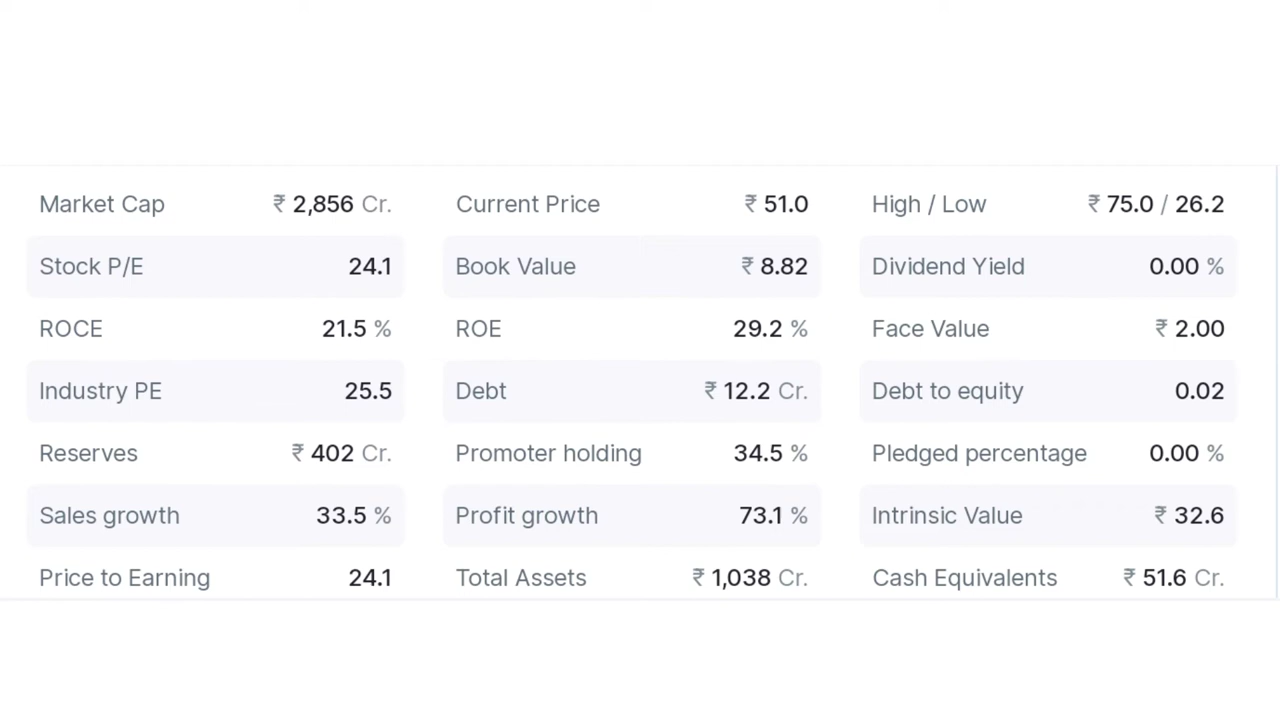 Market Cap ₹ 2,856 Cr. Current Price ₹ 51.0 High / Low ₹ 75.0 / 26.2
Stock P/E 24.1 Book Value ₹ 8.82 Dividend Yield 0.00 %
ROCE 21.5 % ROE 29.2 % Face Value ₹ 2.00
Industry PE 25.5 Debt ₹ 12.2 Cr. Debt to equity 0.02
Reserves ₹ 402 Cr. Promoter holding 34.5 % Pledged percentage 0.00 %
Sales growth 33.5 % Profit growth 73.1 % Intrinsic Value ₹ 32.6
Price to Earning 24.1 Total Assets ₹ 1,038 Cr. Cash Equivalents ₹ 51.6 Cr.